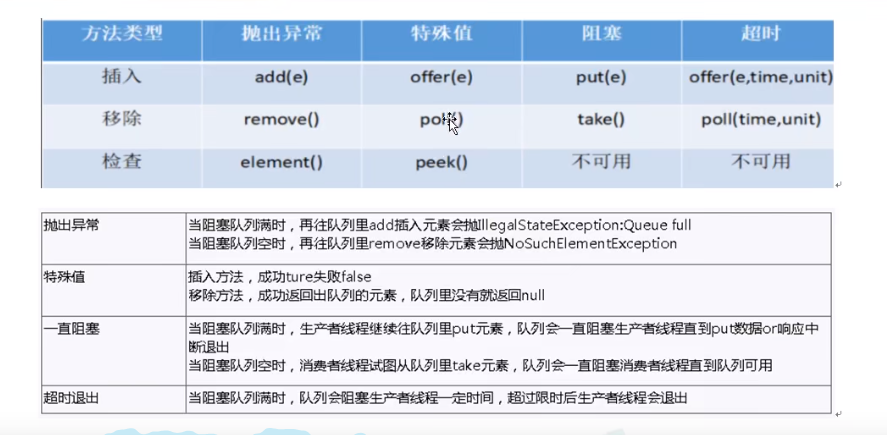 方法类型 抛出异常 特殊值 阻塞 超时
插入 add(e) offer(e) put(e) offer(e,time,unit)
移除 remove() take() poll(time,unit)
检查 element() peek() 不可用 不可用
抛出异常 当阻塞队列满时，再往队列里add插入元素会抛IllegalStateException:Queue full
当阻塞队列空时，再往队列里remove移除元素会抛NoSuchElementException
特殊值 插入方法，成功ture失败false
移除方法，成功返回出队列的元素，队列里没有就返回null
一直阻塞 当阻塞队列满时，生产者线程继续往队列里put元素，队列会一直阻塞生产者线程直到put数据or响应中
断退出
当阻塞队列空时，消费者线程试图从队列里take元素，队列会一直阻塞消费者线程直到队列可用
超时退出 当阻塞队列满时，队列会阻塞生产者线程一定时间，超过限时后生产者线程会退出